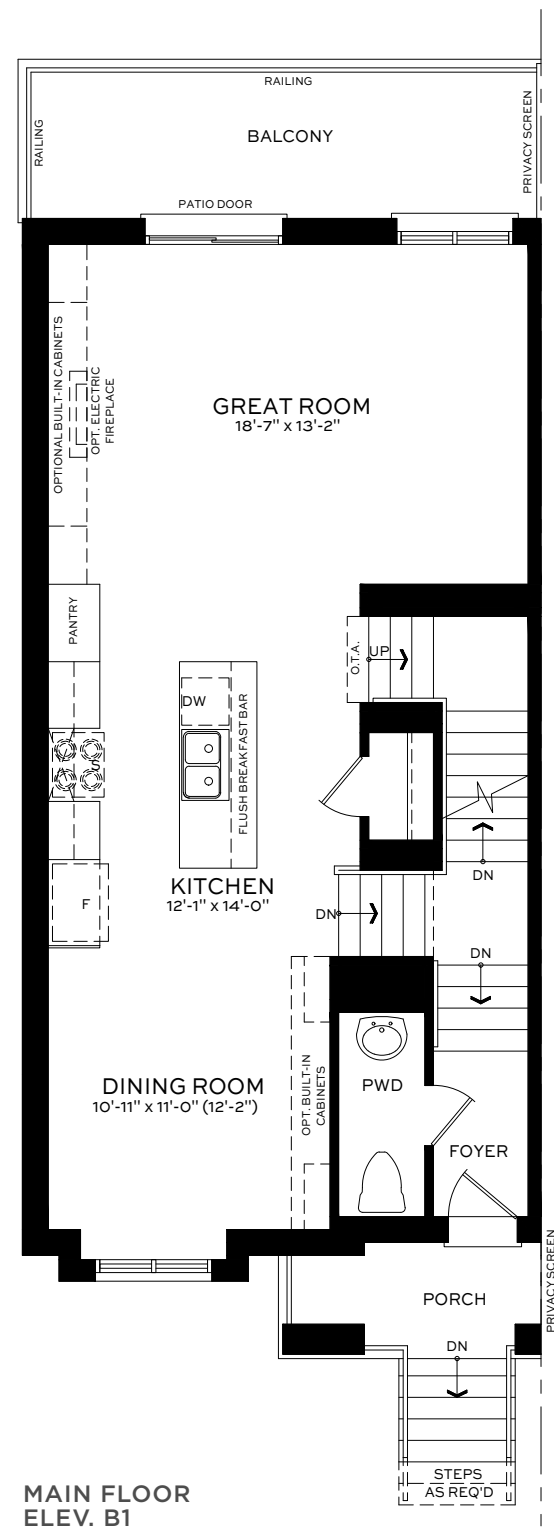 RAILING
RAILING
BALCONY
PRIVACY SCREEN
PATIO DOOR
OPTIONAL BUILT-IN CABINETS
OPT. ELECTRIC
FIREPLACE
GREAT ROOM
18'-7" x 13'-2"
PANTRY
O.T.A.
UP
DW
S
FLUSH BREAKFAST BAR
KITCHEN
12'-1" x 14'-0"
F
DN
DN
DN
DINING ROOM
10'-11" x 11'-0" (12'-2")
OPT. BUILT-IN
CABINETS
PWD
FOYER
PORCH
PRIVACY SCREEN
DN
STEPS
AS REQ'D
MAIN FLOOR
ELEV. B1